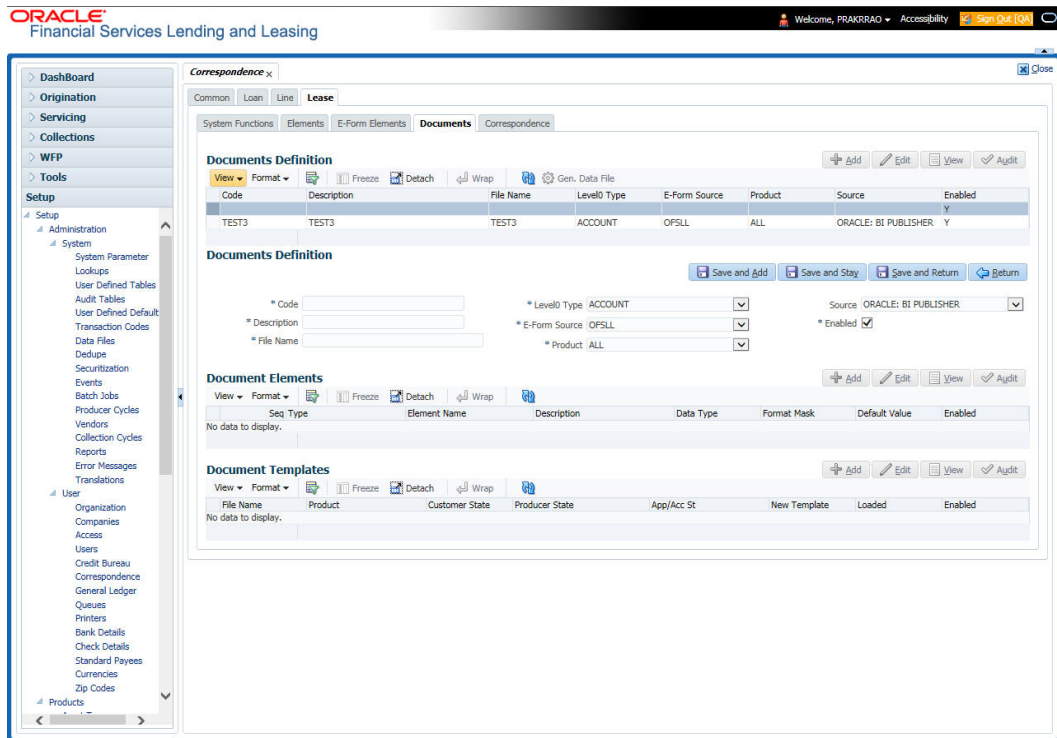 ORACLE
Financial Services Lending and Leasing
Welcome, PRAKRRAO Accessibility Sign Out [QA]
DashBoard
Origination
Servicing
Collections
WFP
Tools
Setup
Setup
Administration
System
System Parameter
Lookups
User Defined Tables
Audit Tables
User Defined Default
Transaction Codes
Data Files
Dedupe
Securitization
Events
Batch Jobs
Producer Cycles
Vendors
Collection Cycles
Reports
Error Messages
Translations
User
Organization
Companies
Access
Users
Credit Bureau
Correspondence
General Ledger
Queues
Printers
Bank Details
Check Details
Standard Payees
Currencies
Zip Codes
Products
Correspondence x
Close
Common Loan Line Lease
System Functions Elements E-Form Elements Documents Correspondence
Documents Definition
Add Edit View Audit
View Format Freeze Detach Wrap Gen. Data File
Code Description File Name Level0 Type E-Form Source Product Source Enabled
Y
TEST3 TEST3 TEST3 ACCOUNT OFSLL ALL ORACLE: BI PUBLISHER Y
Documents Definition
Save and Add Save and Stay Save and Return Return
* Code
* Description
* File Name
* Level0 Type ACCOUNT
* E-Form Source OFSLL
* Product ALL
Source ORACLE: BI PUBLISHER
* Enabled
Document Elements
Add Edit View Audit
View Format Freeze Detach Wrap
Seq Type Element Name Description Data Type Format Mask Default Value Enabled
No data to display.
Document Templates
Add Edit View Audit
View Format Freeze Detach Wrap
File Name Product Customer State Producer State App/Acc St New Template Loaded Enabled
No data to display.